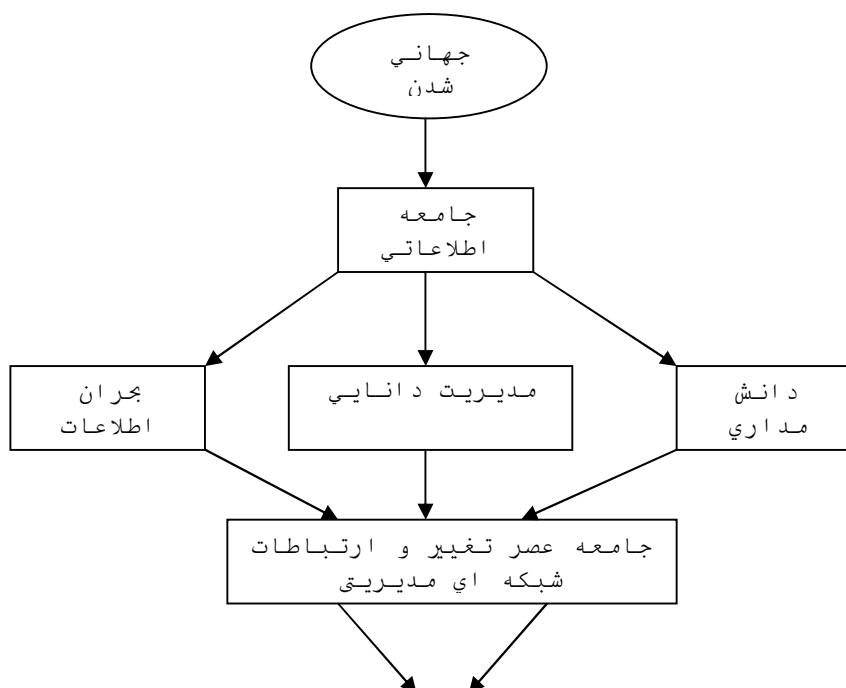 جهاني
شدن
جامعه
اطلاعاتي
دانش
مداري
مديريت دانايي
بحران
اطلاعات
جامعه عصر تغيير و ارتباطات
شبكه اي مديريتي